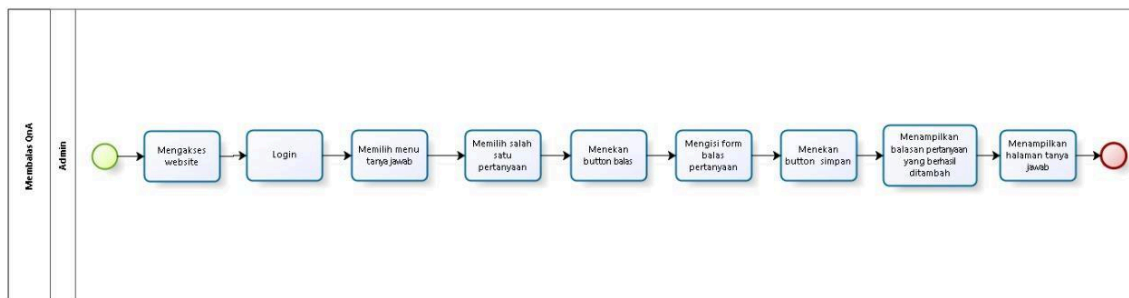 Membalas QnA
Admin
Mengakses
website
Login
Memilih menu
tanya jawab
Memilih salah
satu
pertanyaan
Menekan
button balas
Mengisi form
balas
pertanyaan
Menekan
button simpan
Menampilkan
balasan pertanyaan
yang berhasil
ditambah
Menampilkan
halaman tanya
jawab